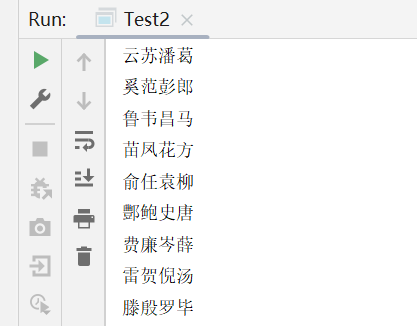 Run: Test2
云苏潘葛
奚范彭郎
鲁韦昌马
苗凤花方
俞任袁柳
酆鲍史唐
费廉岑薛
雷贺倪汤
滕殷罗毕